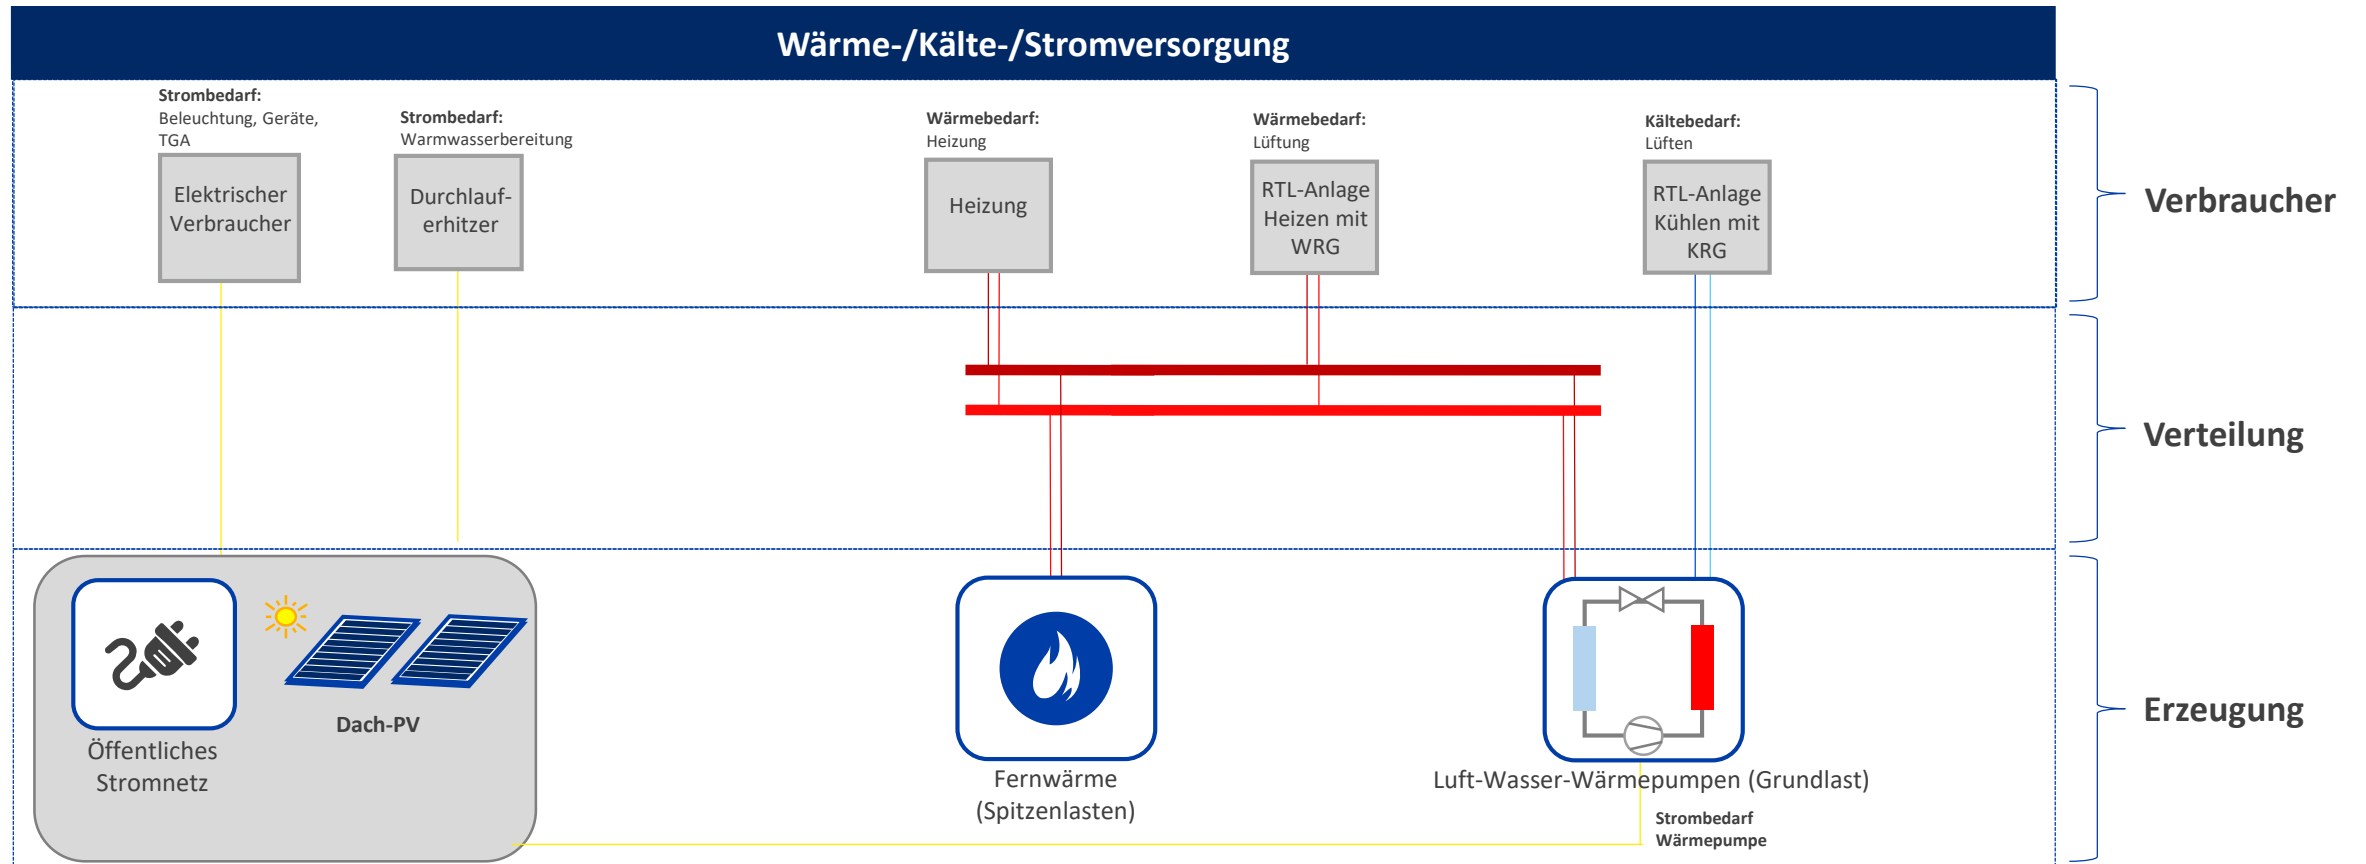 Wärme-/Kälte-/Stromversorgung
Strombedarf:
Beleuchtung, Geräte,
TGA
Elektrischer
Verbraucher
Strombedarf:
Warmwasserbereitung
Durchlauf-
erhitzer
Wärmebedarf:
Heizung
Heizung
Wärmebedarf:
Lüftung
RTL-Anlage
Heizen mit
WRG
Kältebedarf:
Lüften
RTL-Anlage
Kühlen mit
KRG
Verbraucher
Verteilung
Öffentliches
Stromnetz
Dach-PV
Fernwärme
(Spitzenlasten)
Luft-Wasser-Wärmepumpen (Grundlast)
Strombedarf
Wärmepumpe
Erzeugung